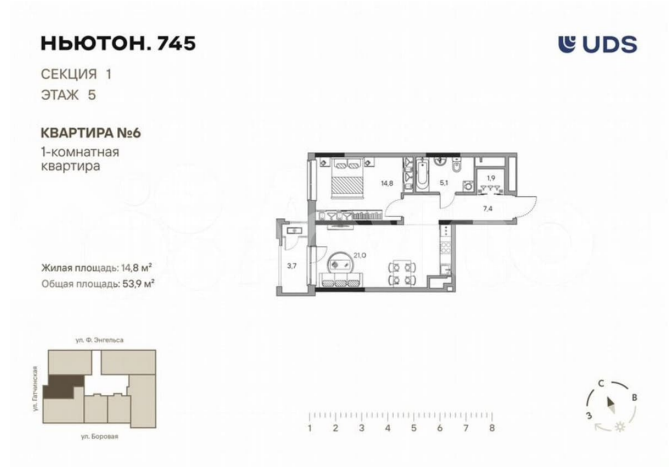 НЬЮТОН. 745
UDS
СЕКЦИЯ 1
ЭТАЖ 5
КВАРТИРА №6
1-комнатная
квартира
14,8
5,1
1,9
7,4
3,7
21,0
Жилая площадь: 14,8 м²
Общая площадь: 53,9 м²
ул. Ф. Энгельса
ул. Гатчинская
ул. Боровая
С
В
З
1 2 3 4 5 6 7 8